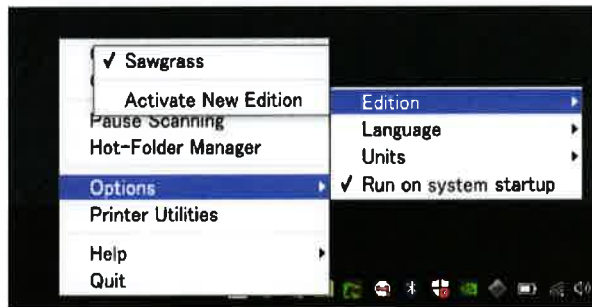 ✓ Sawgrass
Activate New Edition
Pause Scanning
Hot-Folder Manager
Options
Printer Utilities
Help
Quit
Edition
Language
Units
✓ Run on system startup